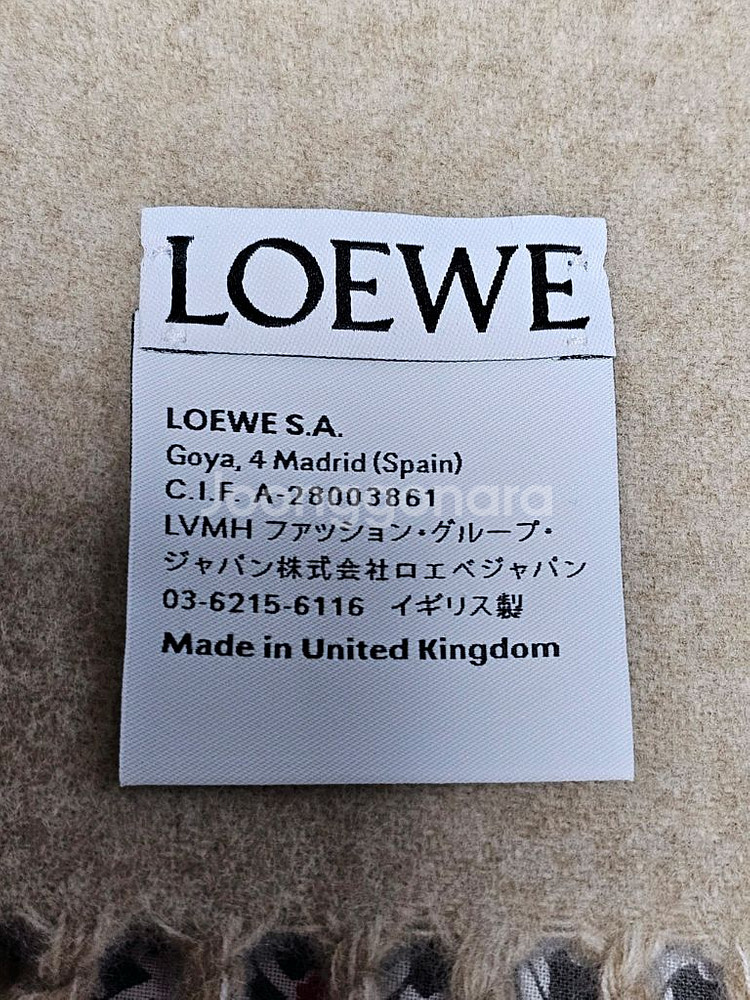 LOEWE
LOEWE S.A.
Goya, 4 Madrid (Spain)
C.I.F. A-28003861
Joonggonara
LVMH ファッション・グループ・
ジャパン株式会社ロエベジャパン
03-6215-6116 イギリス製
Made in United Kingdom